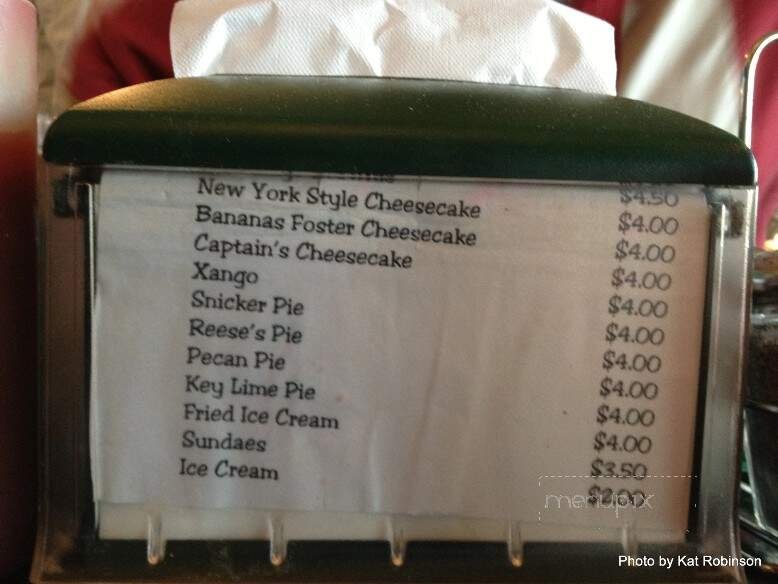 $4.50
New York Style Cheesecake $4.00
Bananas Foster Cheesecake $4.00
Captain's Cheesecake $4.00
Xango $4.00
Snicker Pie $4.00
Reese's Pie $4.00
Pecan Pie $4.00
Key Lime Pie $4.00
Fried Ice Cream $4.00
Sundaes $3.50
Ice Cream $2.00
menupix
Photo by Kat Robinson